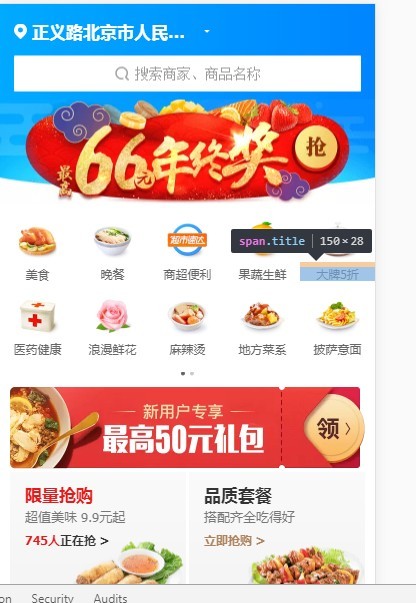 正义路北京市人民...
搜索商家、商品名称
最高66元年终奖
抢
span.title 150×28
超市速达
美食 晚餐 商超便利 果蔬生鲜 大牌5折
医药健康 浪漫鲜花 麻辣烫 地方菜系 披萨意面
新用户专享
最高50元礼包
领 >
限量抢购
超值美味 9.9元起
745人正在抢 >
品质套餐
搭配齐全吃得好
立即抢购 >
on Security Audits